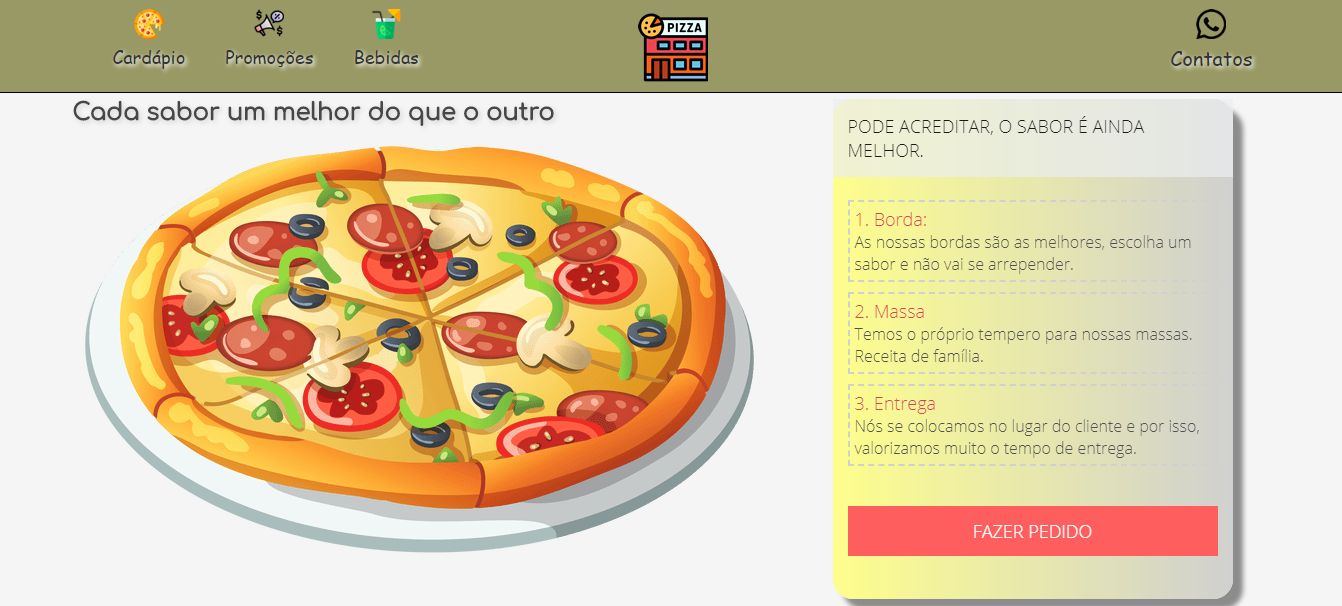 Cardápio
Promoções
Bebidas
PIZZA
Contatos
Cada sabor um melhor do que o outro
PODE ACREDITAR, O SABOR É AINDA
MELHOR.
1. Borda:
As nossas bordas são as melhores, escolha um
sabor e não vai se arrepender.
2. Massa
Temos o próprio tempero para nossas massas.
Receita de família.
3. Entrega
Nós se colocamos no lugar do cliente e por isso,
valorizamos muito o tempo de entrega.
FAZER PEDIDO